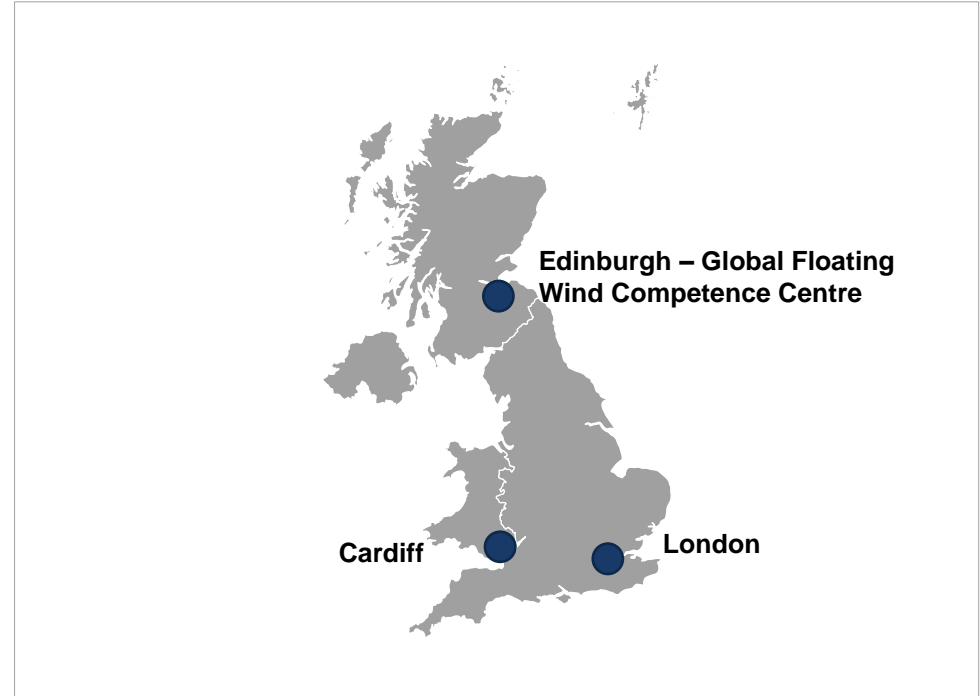 Edinburgh – Global Floating
Wind Competence Centre
Cardiff
London